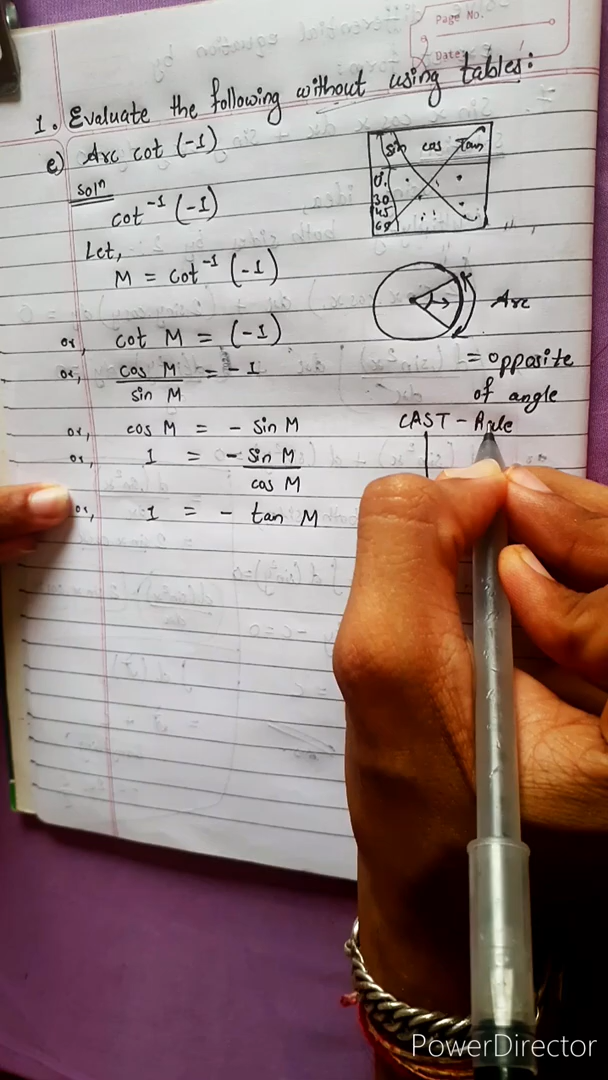 Page No.
Date:
1. Evaluate the following without using tables:
e) Arc cot (-1)
Solⁿ
cot⁻¹ (-1)
Let,
M = cot⁻¹ (-1)
or, cot M = (-1)
or, cos M / sin M = -1
or, cos M = - sin M
or, 1 = - sin M / cos M
or, 1 = - tan M
sin cos tan
0
30
45
60
Arc
= opposite
of angle
CAST - Rule
PowerDirector